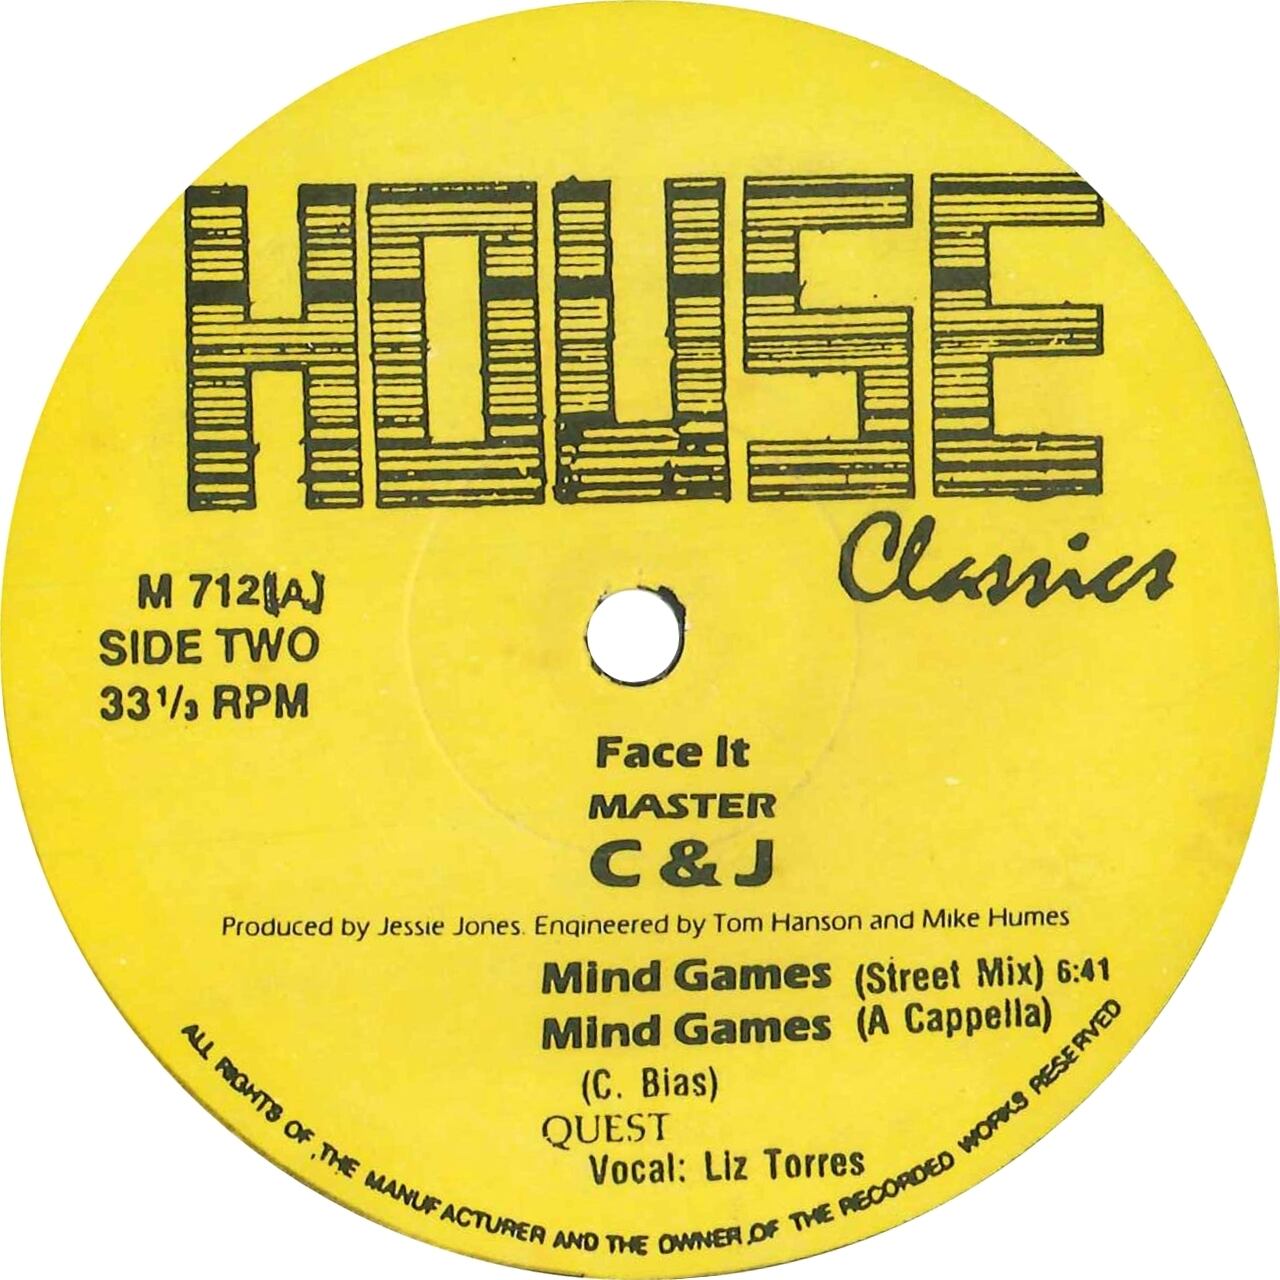 HOUSE
Classics
M 712(A)
SIDE TWO
33 1/3 RPM
Face It
MASTER
C & J
Produced by Jessie Jones. Engineered by Tom Hanson and Mike Humes
Mind Games (Street Mix) 6:41
Mind Games (A Cappella)
(C. Bias)
QUEST
Vocal: Liz Torres
ALL RIGHTS OF THE MANUFACTURER AND THE OWNER OF THE RECORDED WORKS RESERVED